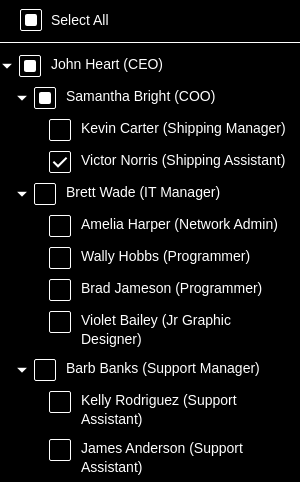 Select All
John Heart (CEO)
Samantha Bright (COO)
Kevin Carter (Shipping Manager)
Victor Norris (Shipping Assistant)
Brett Wade (IT Manager)
Amelia Harper (Network Admin)
Wally Hobbs (Programmer)
Brad Jameson (Programmer)
Violet Bailey (Jr Graphic
Designer)
Barb Banks (Support Manager)
Kelly Rodriguez (Support
Assistant)
James Anderson (Support
Assistant)